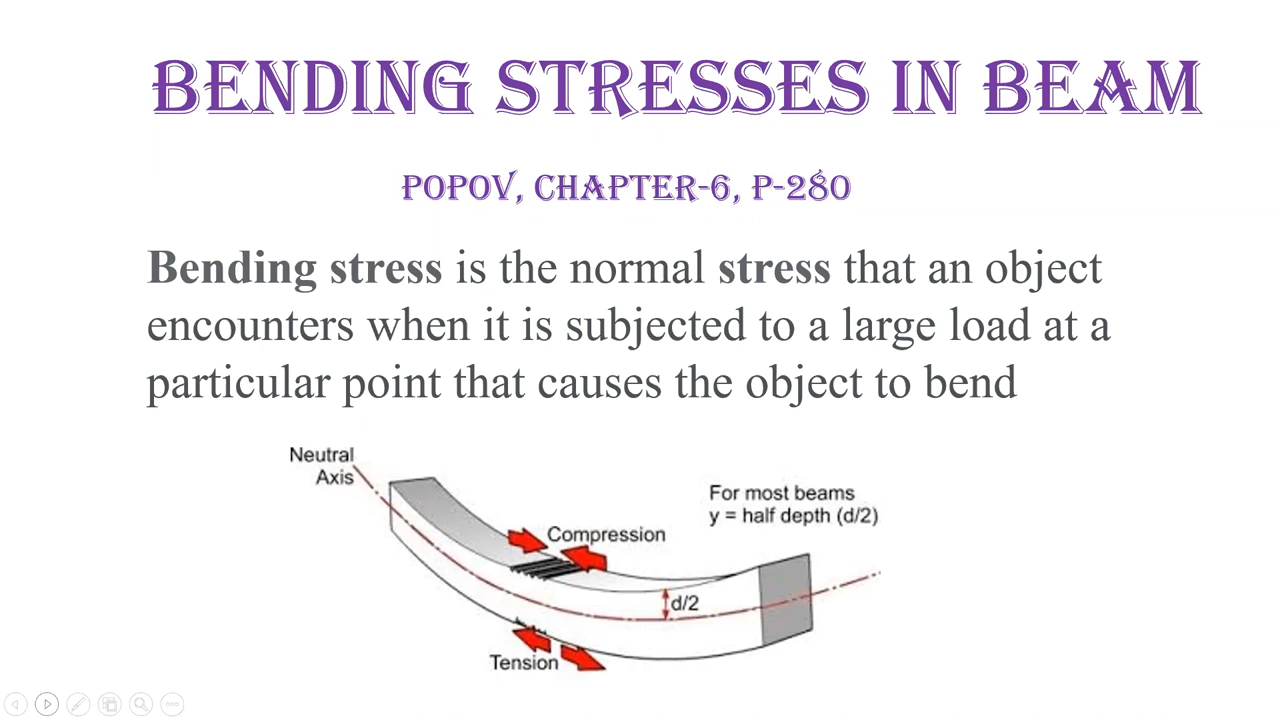 BENDING STRESSES IN BEAM
POPOV, CHAPTER-6, P-280
Bending stress is the normal stress that an object
encounters when it is subjected to a large load at a
particular point that causes the object to bend
Neutral
Axis
Compression
For most beams
y = half depth (d/2)
d/2
Tension